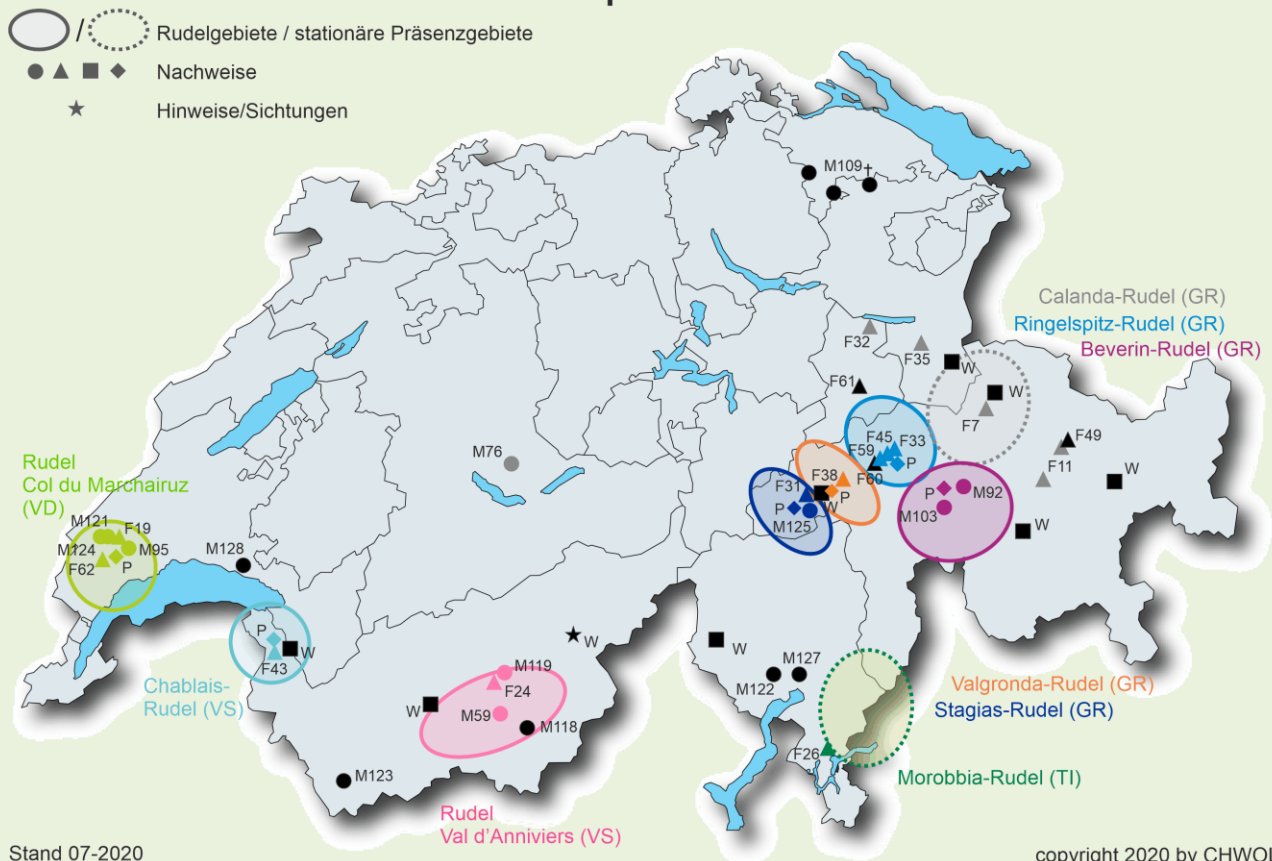 / Rudelgebiete / stationäre Präsenzgebiete
Nachweise
Hinweise/Sichtungen
M109 †
Calanda-Rudel (GR)
Ringelspitz-Rudel (GR)
Beverin-Rudel (GR)
F32
F35
W
F61
W
F7
M76
F45
F33
F59
P
F60
F49
F11
W
Rudel
Col du Marchairuz
(VD)
F38
P
F31
W
P
M125
P
M92
M103
W
M121
F19
M124
M95
F62
P
M128
P
W
F43
W
M119
F24
W
M59
M118
W
M127
M122
Chablais-
Rudel (VS)
Valgronda-Rudel (GR)
Stagias-Rudel (GR)
F26
Morobbia-Rudel (TI)
M123
Rudel
Val d'Anniviers (VS)
Stand 07-2020
copyright 2020 by CHWOL